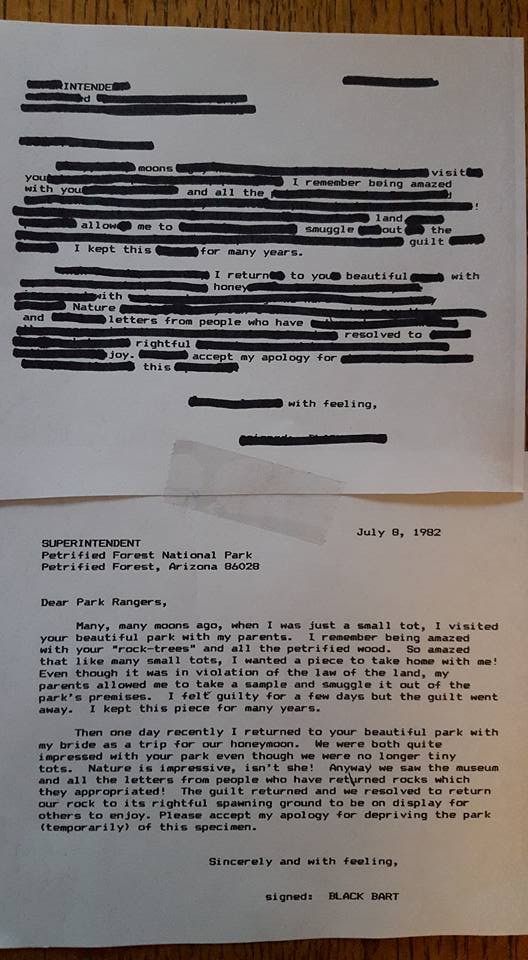 INTENDE
d
moons visit
you I remember being amazed
with you and all the
!
land
allow me to smuggle out the
guilt
I kept this for many years.
I return to you beautiful with
honey
with
Nature
and letters from people who have
resolved to
rightful
joy. accept my apology for
this
with feeling,
July 8, 1982
SUPERINTENDENT
Petrified Forest National Park
Petrified Forest, Arizona 86028
Dear Park Rangers,
Many, many moons ago, when I was just a small tot, I visited
your beautiful park with my parents. I remember being amazed
with your "rock-trees" and all the petrified wood. So amazed
that like many small tots, I wanted a piece to take home with me!
Even though it was in violation of the law of the land, my
parents allowed me to take a sample and smuggle it out of the
park's premises. I felt guilty for a few days but the guilt went
away. I kept this piece for many years.
Then one day recently I returned to your beautiful park with
my bride as a trip for our honeymoon. We were both quite
impressed with your park even though we were no longer tiny
tots. Nature is impressive, isn't she! Anyway we saw the museum
and all the letters from people who have returned rocks which
they appropriated! The guilt returned and we resolved to return
our rock to its rightful spawning ground to be on display for
others to enjoy. Please accept my apology for depriving the park
(temporarily) of this specimen.
Sincerely and with feeling,
signed: BLACK BART